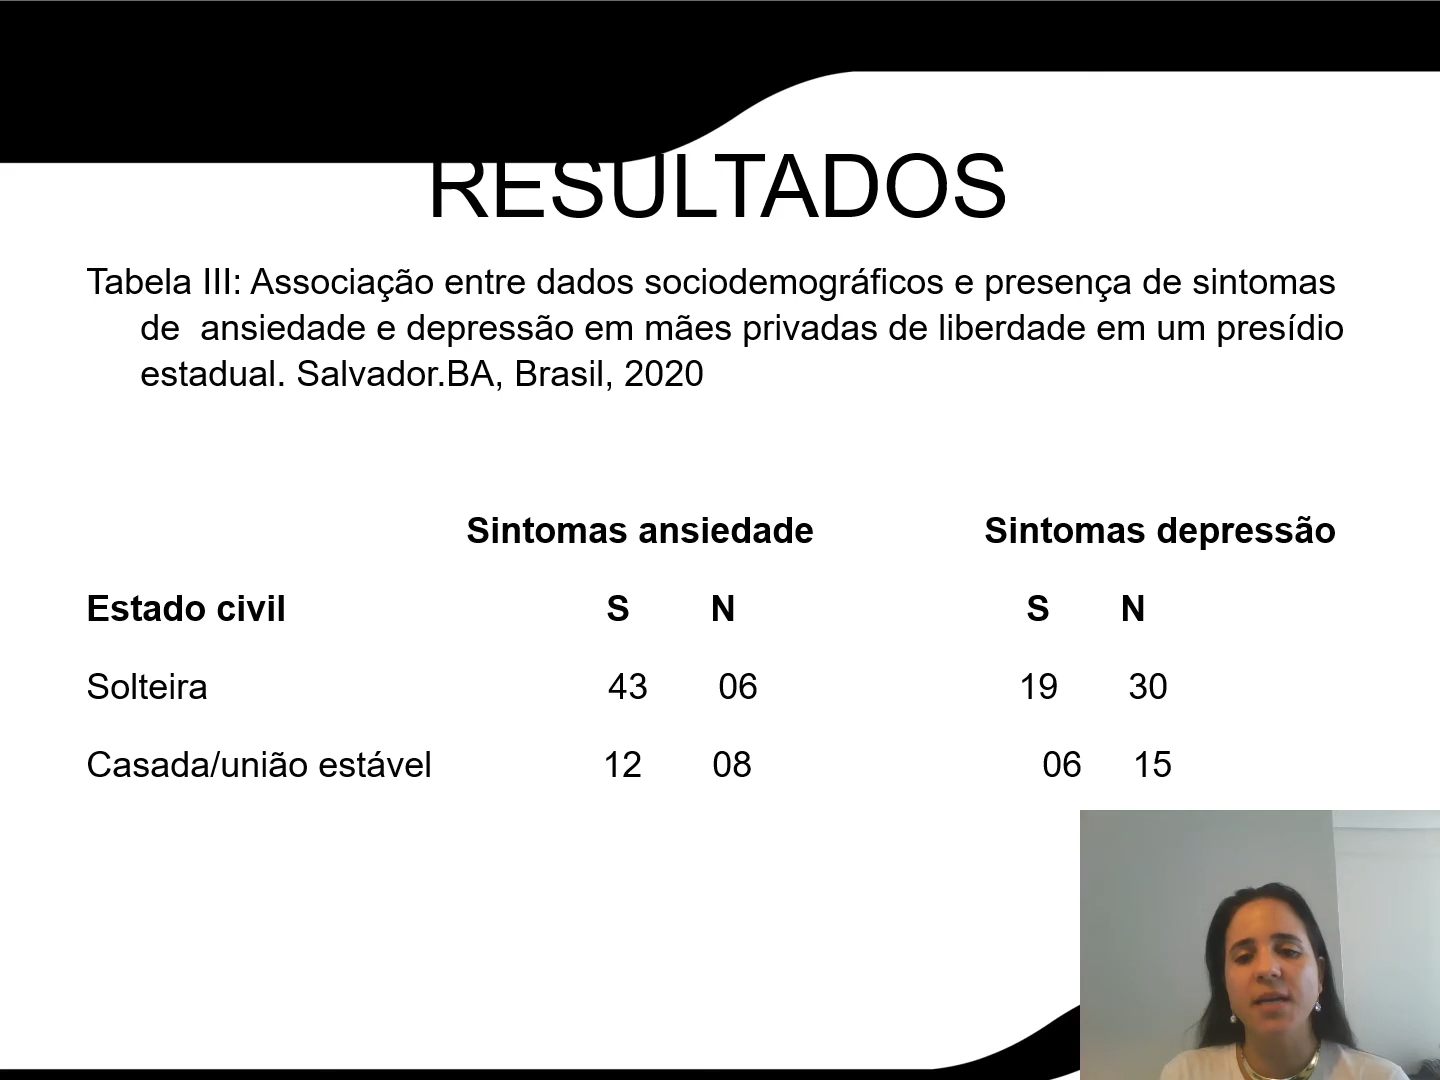 RESULTADOS
Tabela III: Associação entre dados sociodemográficos e presença de sintomas
de  ansiedade e depressão em mães privadas de liberdade em um presídio
estadual. Salvador.BA, Brasil, 2020
Sintomas ansiedade Sintomas depressão
Estado civil S N S N
Solteira 43 06 19 30
Casada/união estável 12 08 06 15